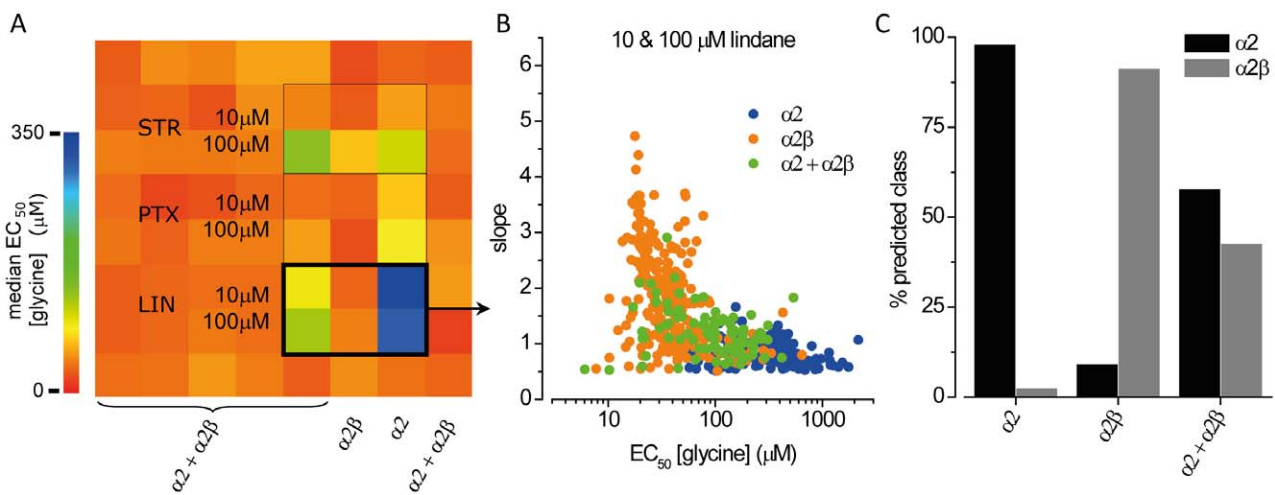 A
STR
10μM
100μM
PTX
10μM
100μM
LIN
10μM
100μM
350
0
median EC50
[glycine] (μM)
α2 + α2β
α2β
α2
α2 + α2β
B
10 & 100 μM lindane
α2
α2β
α2 + α2β
slope
6
5
4
3
2
1
0
10
100
1000
EC50 [glycine] (μM)
C
α2
α2β
% predicted class
100
75
50
25
0
α2
α2β
α2 + α2β